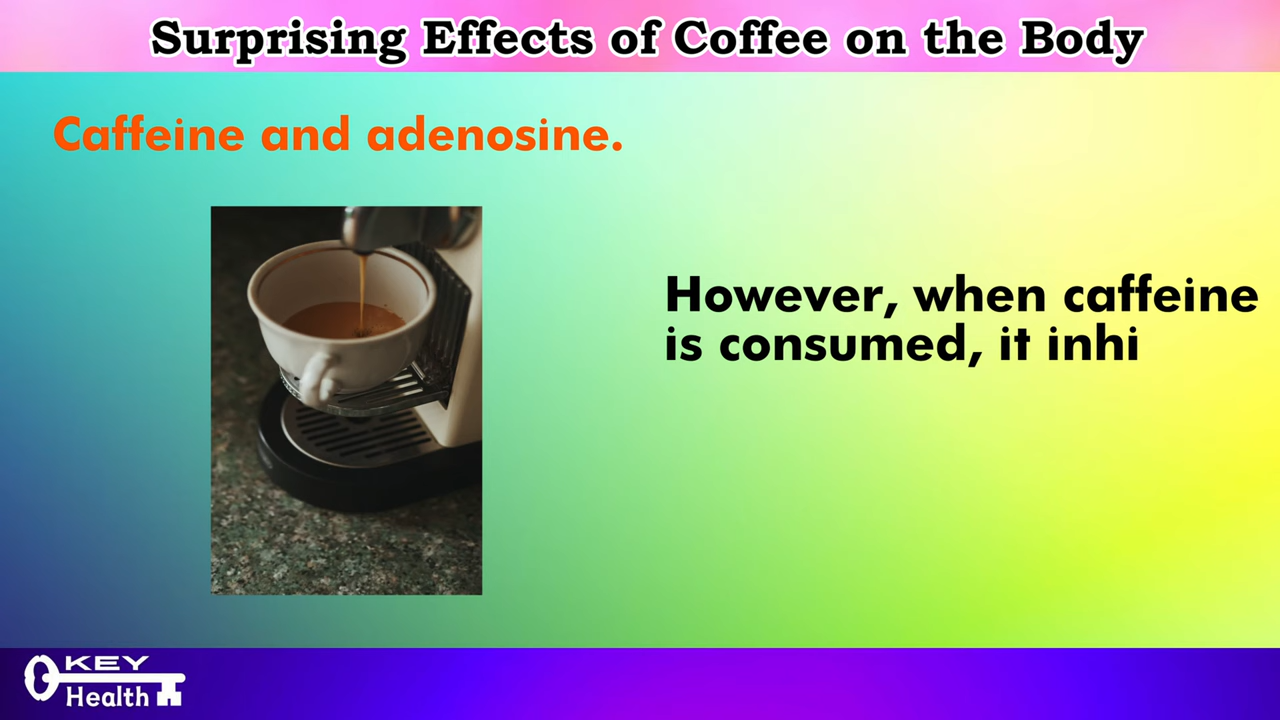 Surprising Effects of Coffee on the Body
Caffeine and adenosine.
However, when caffeine
is consumed, it inhi
KEY
Health